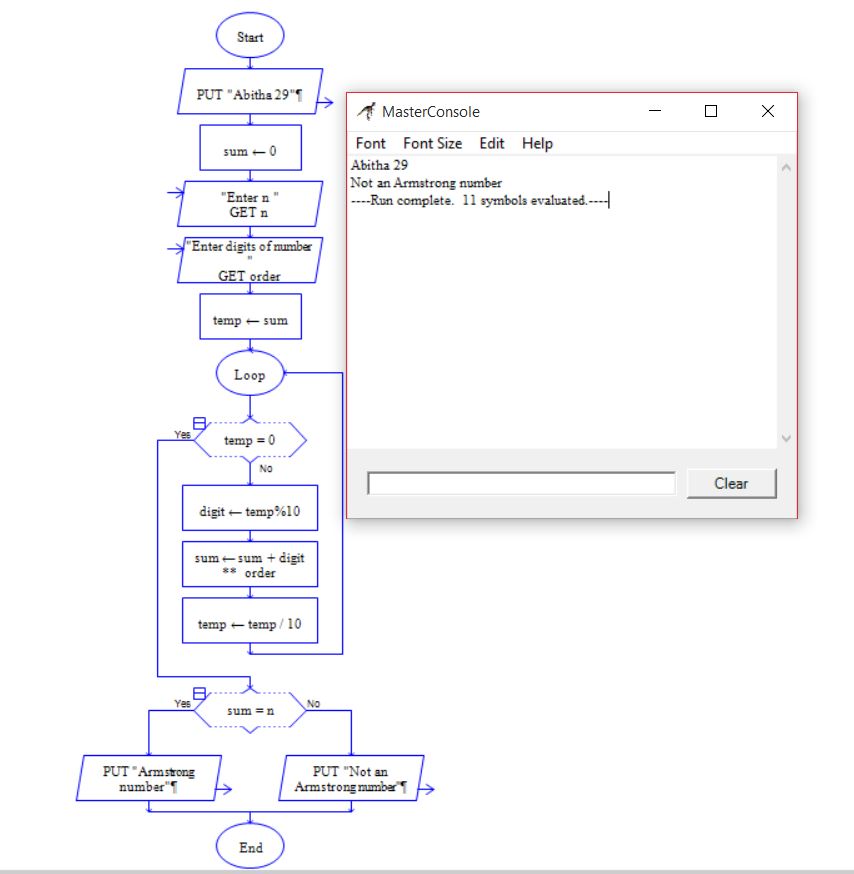 Start
PUT "Abitha 29"¶
sum ← 0
"Enter n "
GET n
"Enter digits of number
"
GET order
temp ← sum
Loop
Yes
temp = 0
No
digit ← temp%10
sum ← sum + digit
** order
temp ← temp / 10
Yes
sum = n
No
PUT "Armstrong
number"¶
PUT "Not an
Armstrong number"¶
End
MasterConsole
Font Font Size Edit Help
Abitha 29
Not an Armstrong number
----Run complete.  11 symbols evaluated.----
Clear